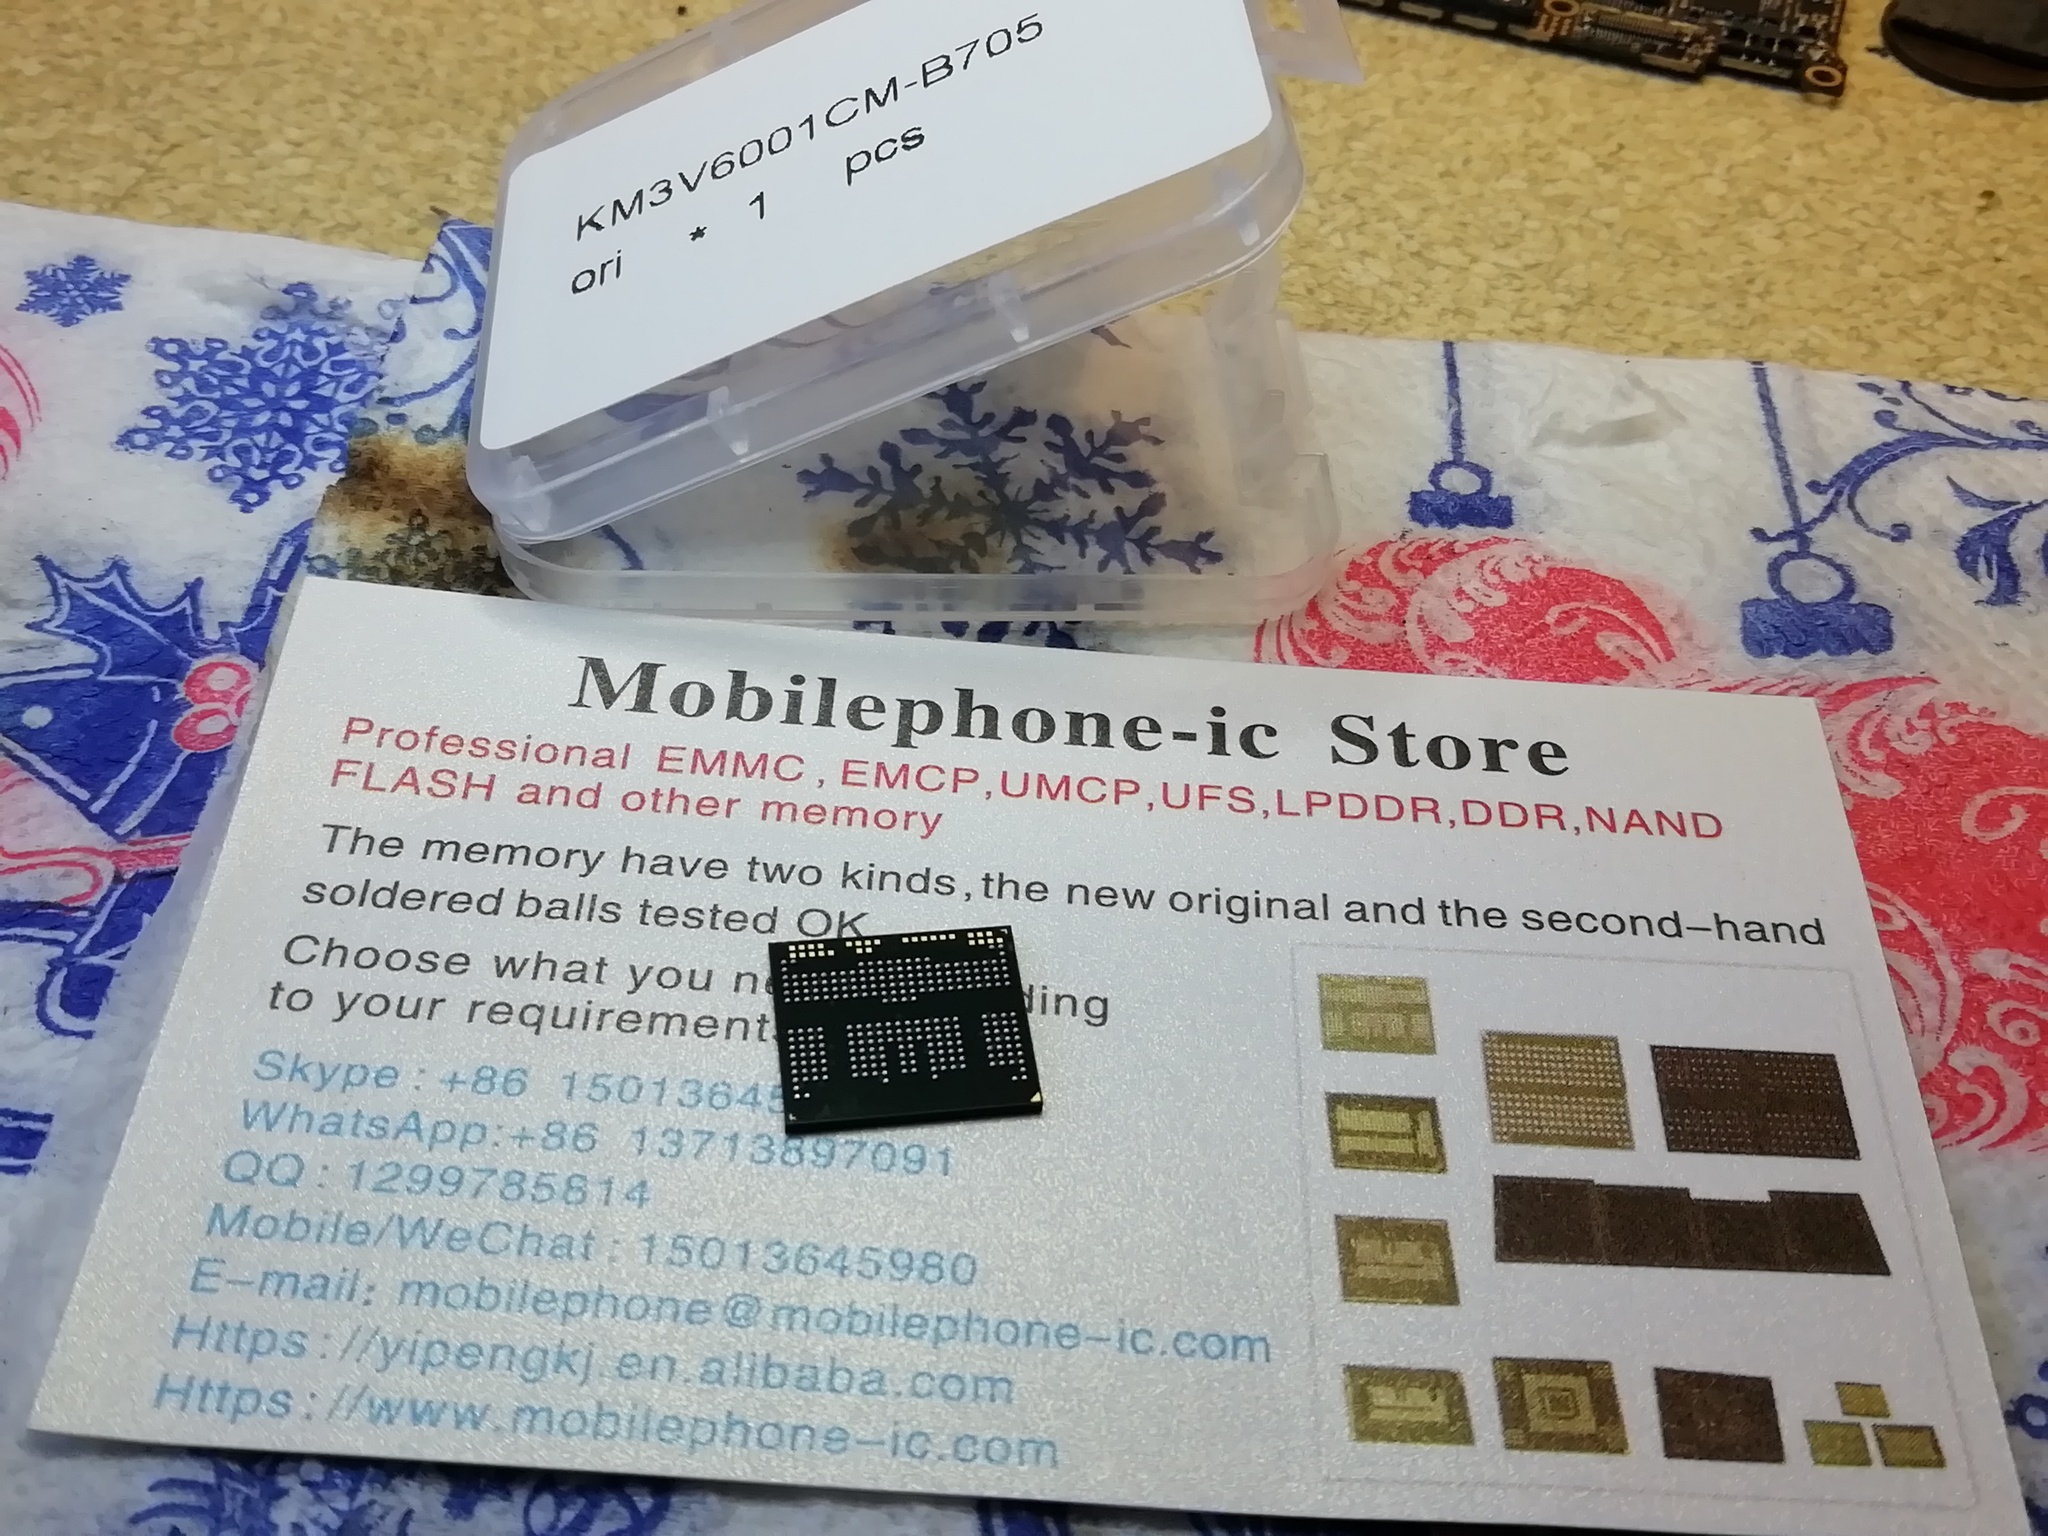 KM3V6001CM-B705
ori * 1 pcs
Mobilephone-ic Store
Professional EMMC, EMCP,UMCP,UFS,LPDDR,DDR,NAND
FLASH and other memory
The memory have two kinds,the new original and the second-hand
soldered balls tested OK
Choose what you
to your requirement
Skype: +86
WhatsApp:+86 13713897091
QQ: 1299785814
Mobile/WeChat: 15013645980
E-mail: mobilephone@mobilephone-ic.com
Https://yipengkj.en.alibaba.com
Https://www.mobilephone-ic.com